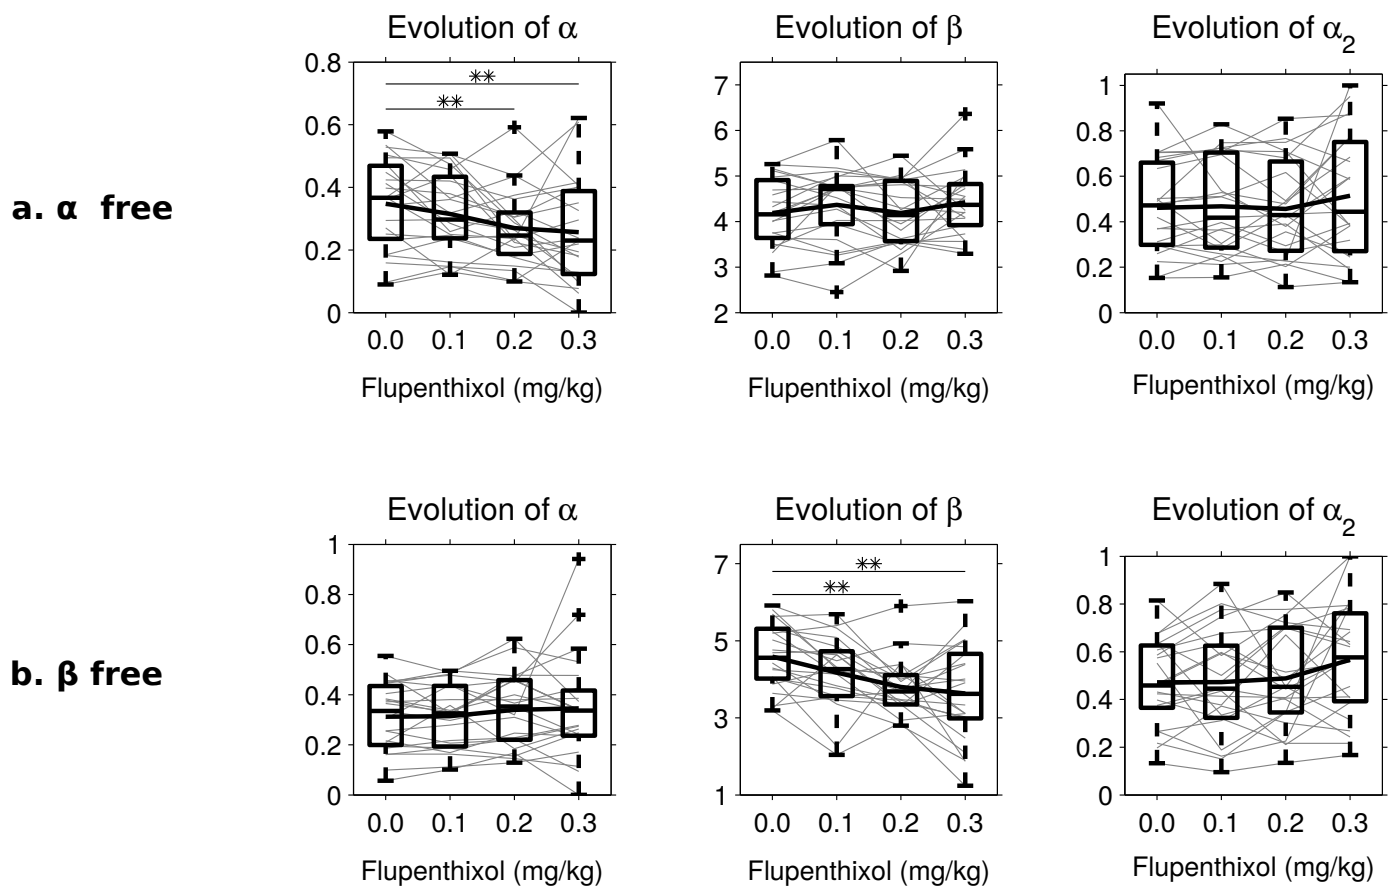 Evolution of α Evolution of β Evolution of α2
0.8 7 1
** **
0.6 6 0.8
0.4 5 0.6
a. α free
4 0.4
0.2 3 0.2
0 2 0
0.0 0.1 0.2 0.3 0.0 0.1 0.2 0.3 0.0 0.1 0.2 0.3
Flupenthixol (mg/kg) Flupenthixol (mg/kg) Flupenthixol (mg/kg)
Evolution of α Evolution of β Evolution of α2
1 7 1
** **
0.8 5 0.8
0.6 0.6
b. β free
0.4 3 0.4
0.2 0.2
0 1 0
0.0 0.1 0.2 0.3 0.0 0.1 0.2 0.3 0.0 0.1 0.2 0.3
Flupenthixol (mg/kg) Flupenthixol (mg/kg) Flupenthixol (mg/kg)